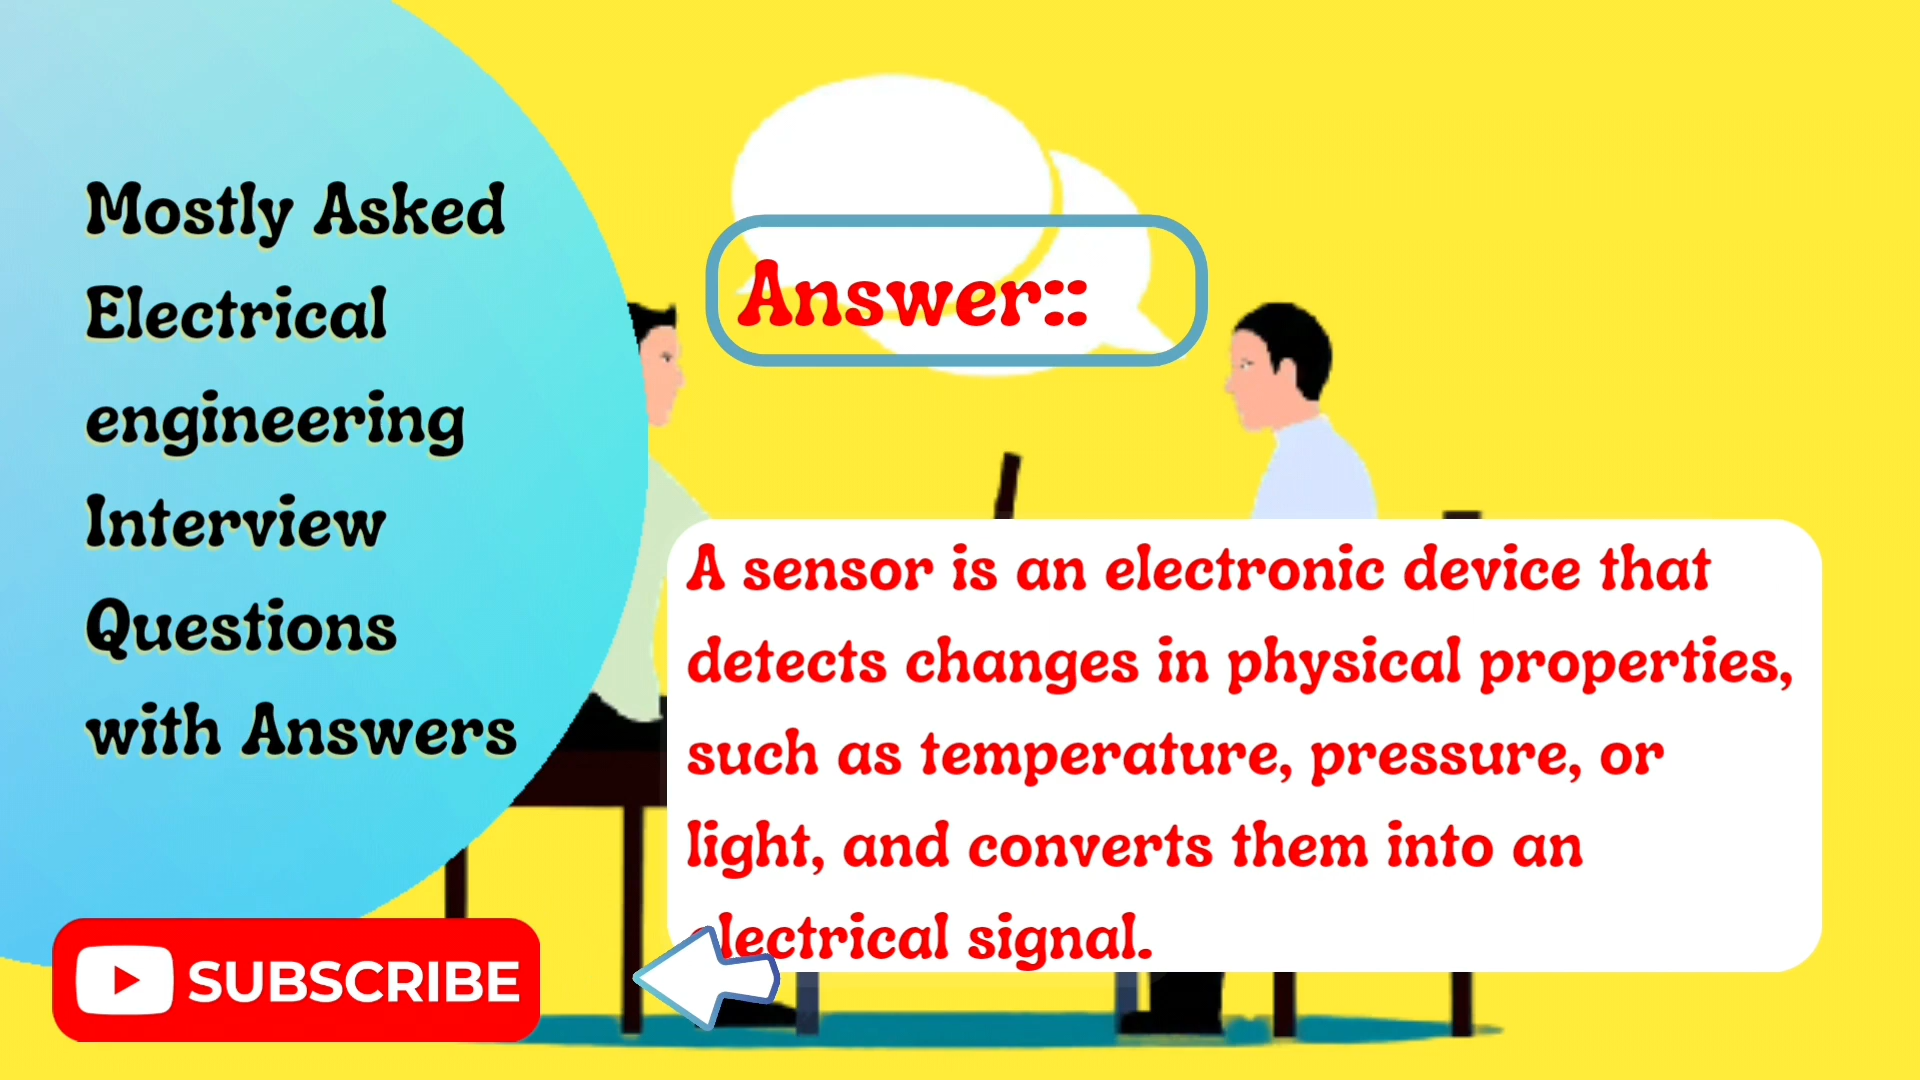 Mostly Asked
Electrical
engineering
Interview
Questions
with Answers
Answer::
A sensor is an electronic device that
detects changes in physical properties,
such as temperature, pressure, or
light, and converts them into an
electrical signal.
SUBSCRIBE